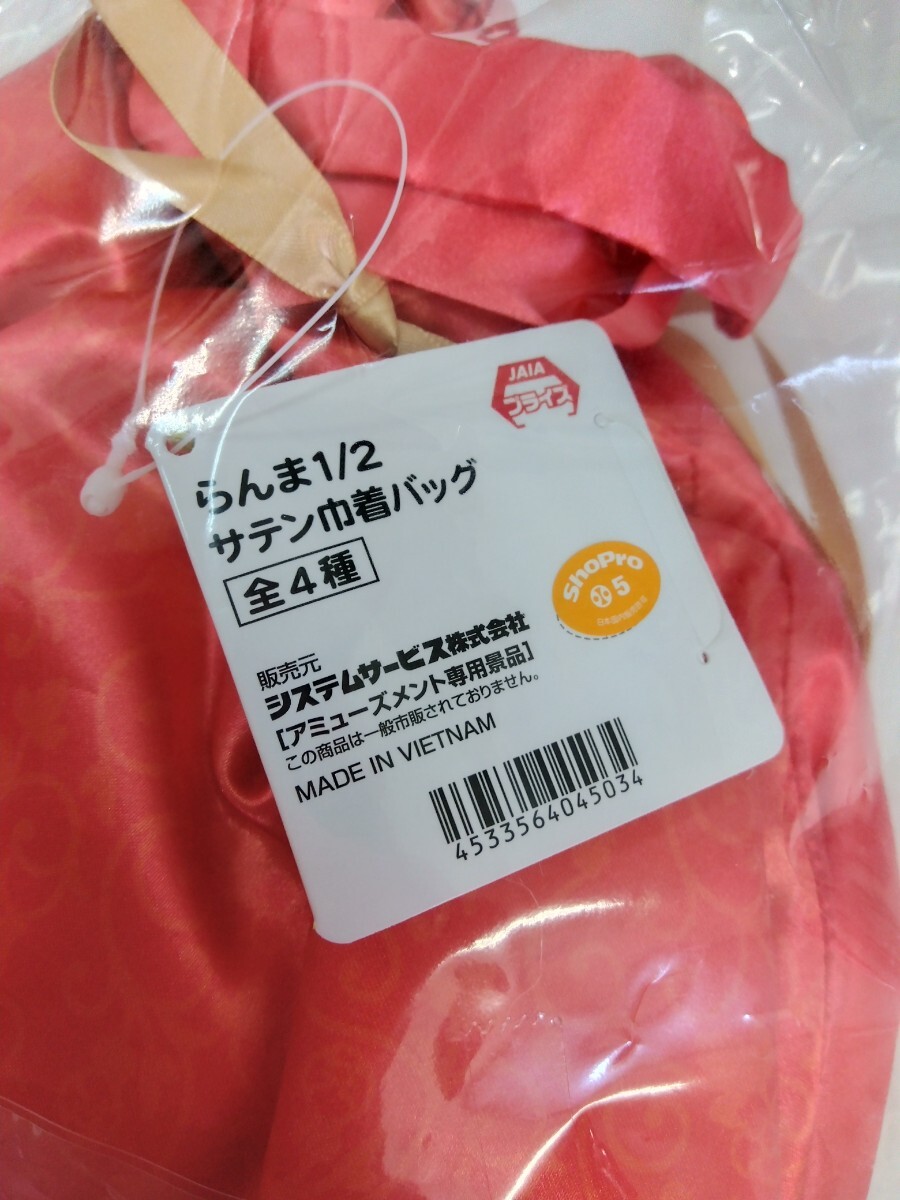 JAIA
プライズ
らんま1/2
サテン巾着バッグ
全4種
ShoPro
小 5
販売元
システムサービス株式会社
[アミューズメント専用景品]
この商品は一般市販されておりません。
MADE IN VIETNAM
4533564045034